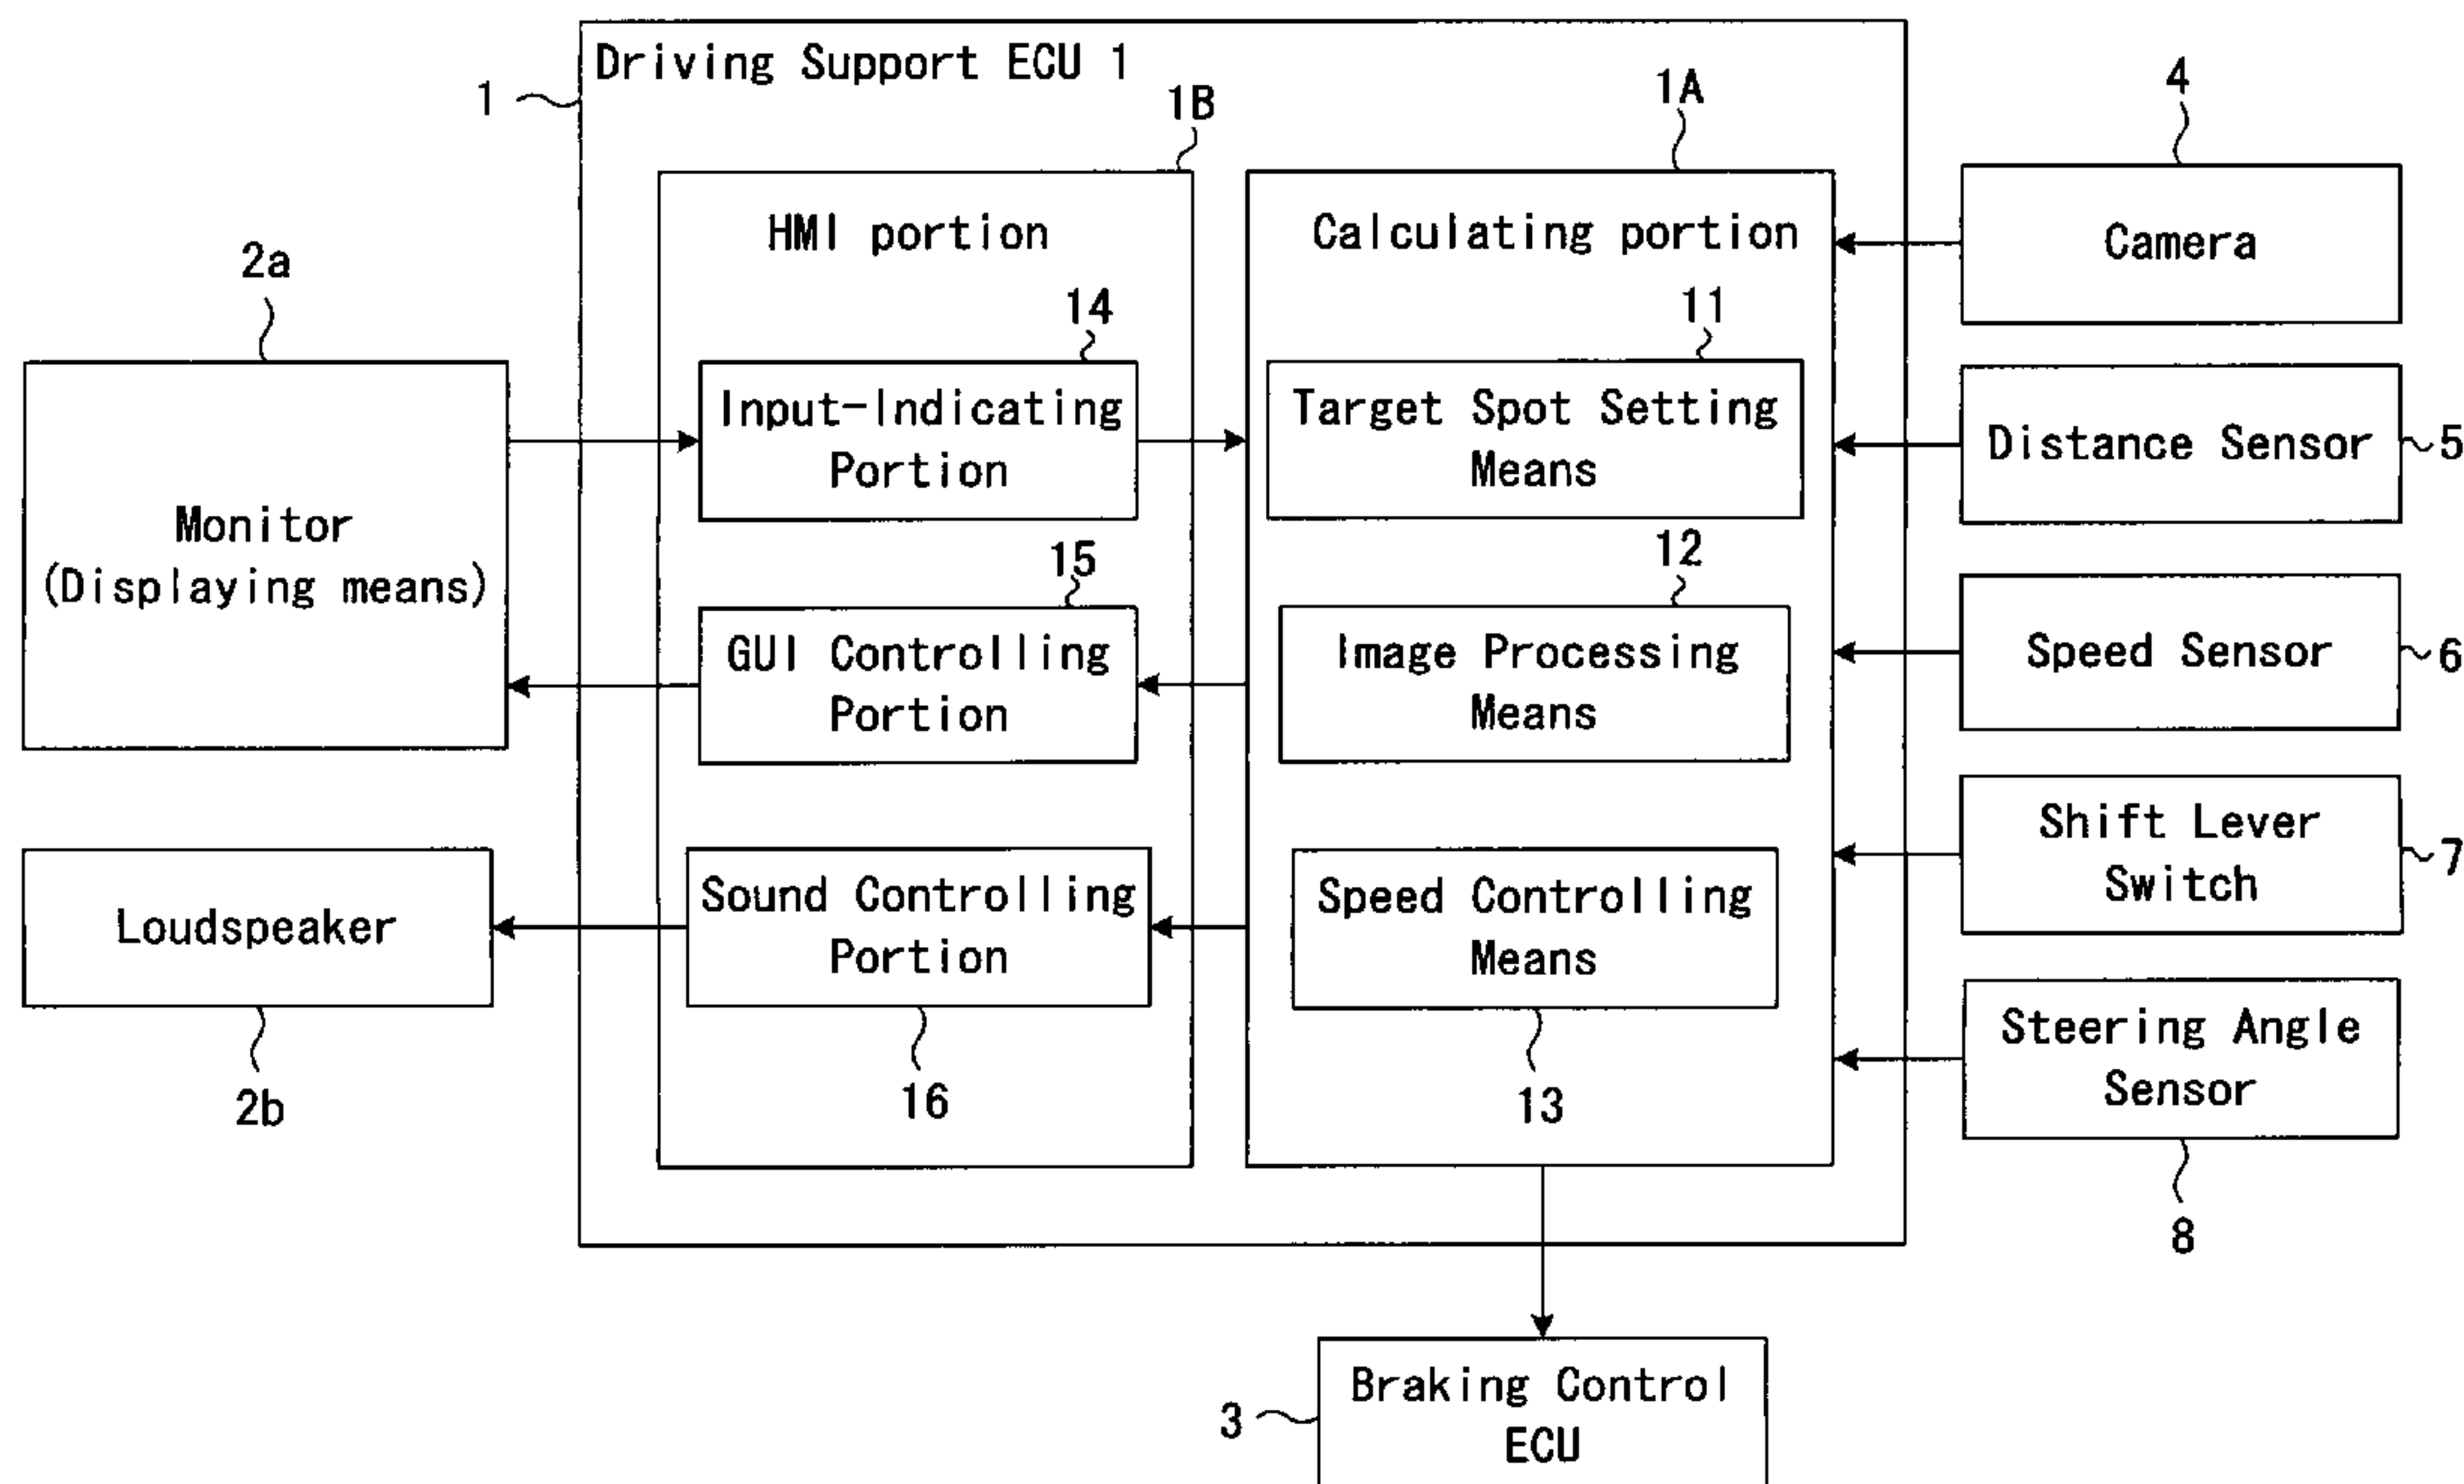 Driving Support ECU 1
1
1B
1A
4
HMI portion
Calculating portion
Camera
2a
14
11
Monitor
(Displaying means)
Input-Indicating
Portion
Target Spot Setting
Means
Distance Sensor
5
15
12
GUI Controlling
Portion
Image Processing
Means
Speed Sensor
6
Shift Lever
Switch
7
Loudspeaker
2b
Sound Controlling
Portion
16
Speed Controlling
Means
13
Steering Angle
Sensor
8
3
Braking Control
ECU